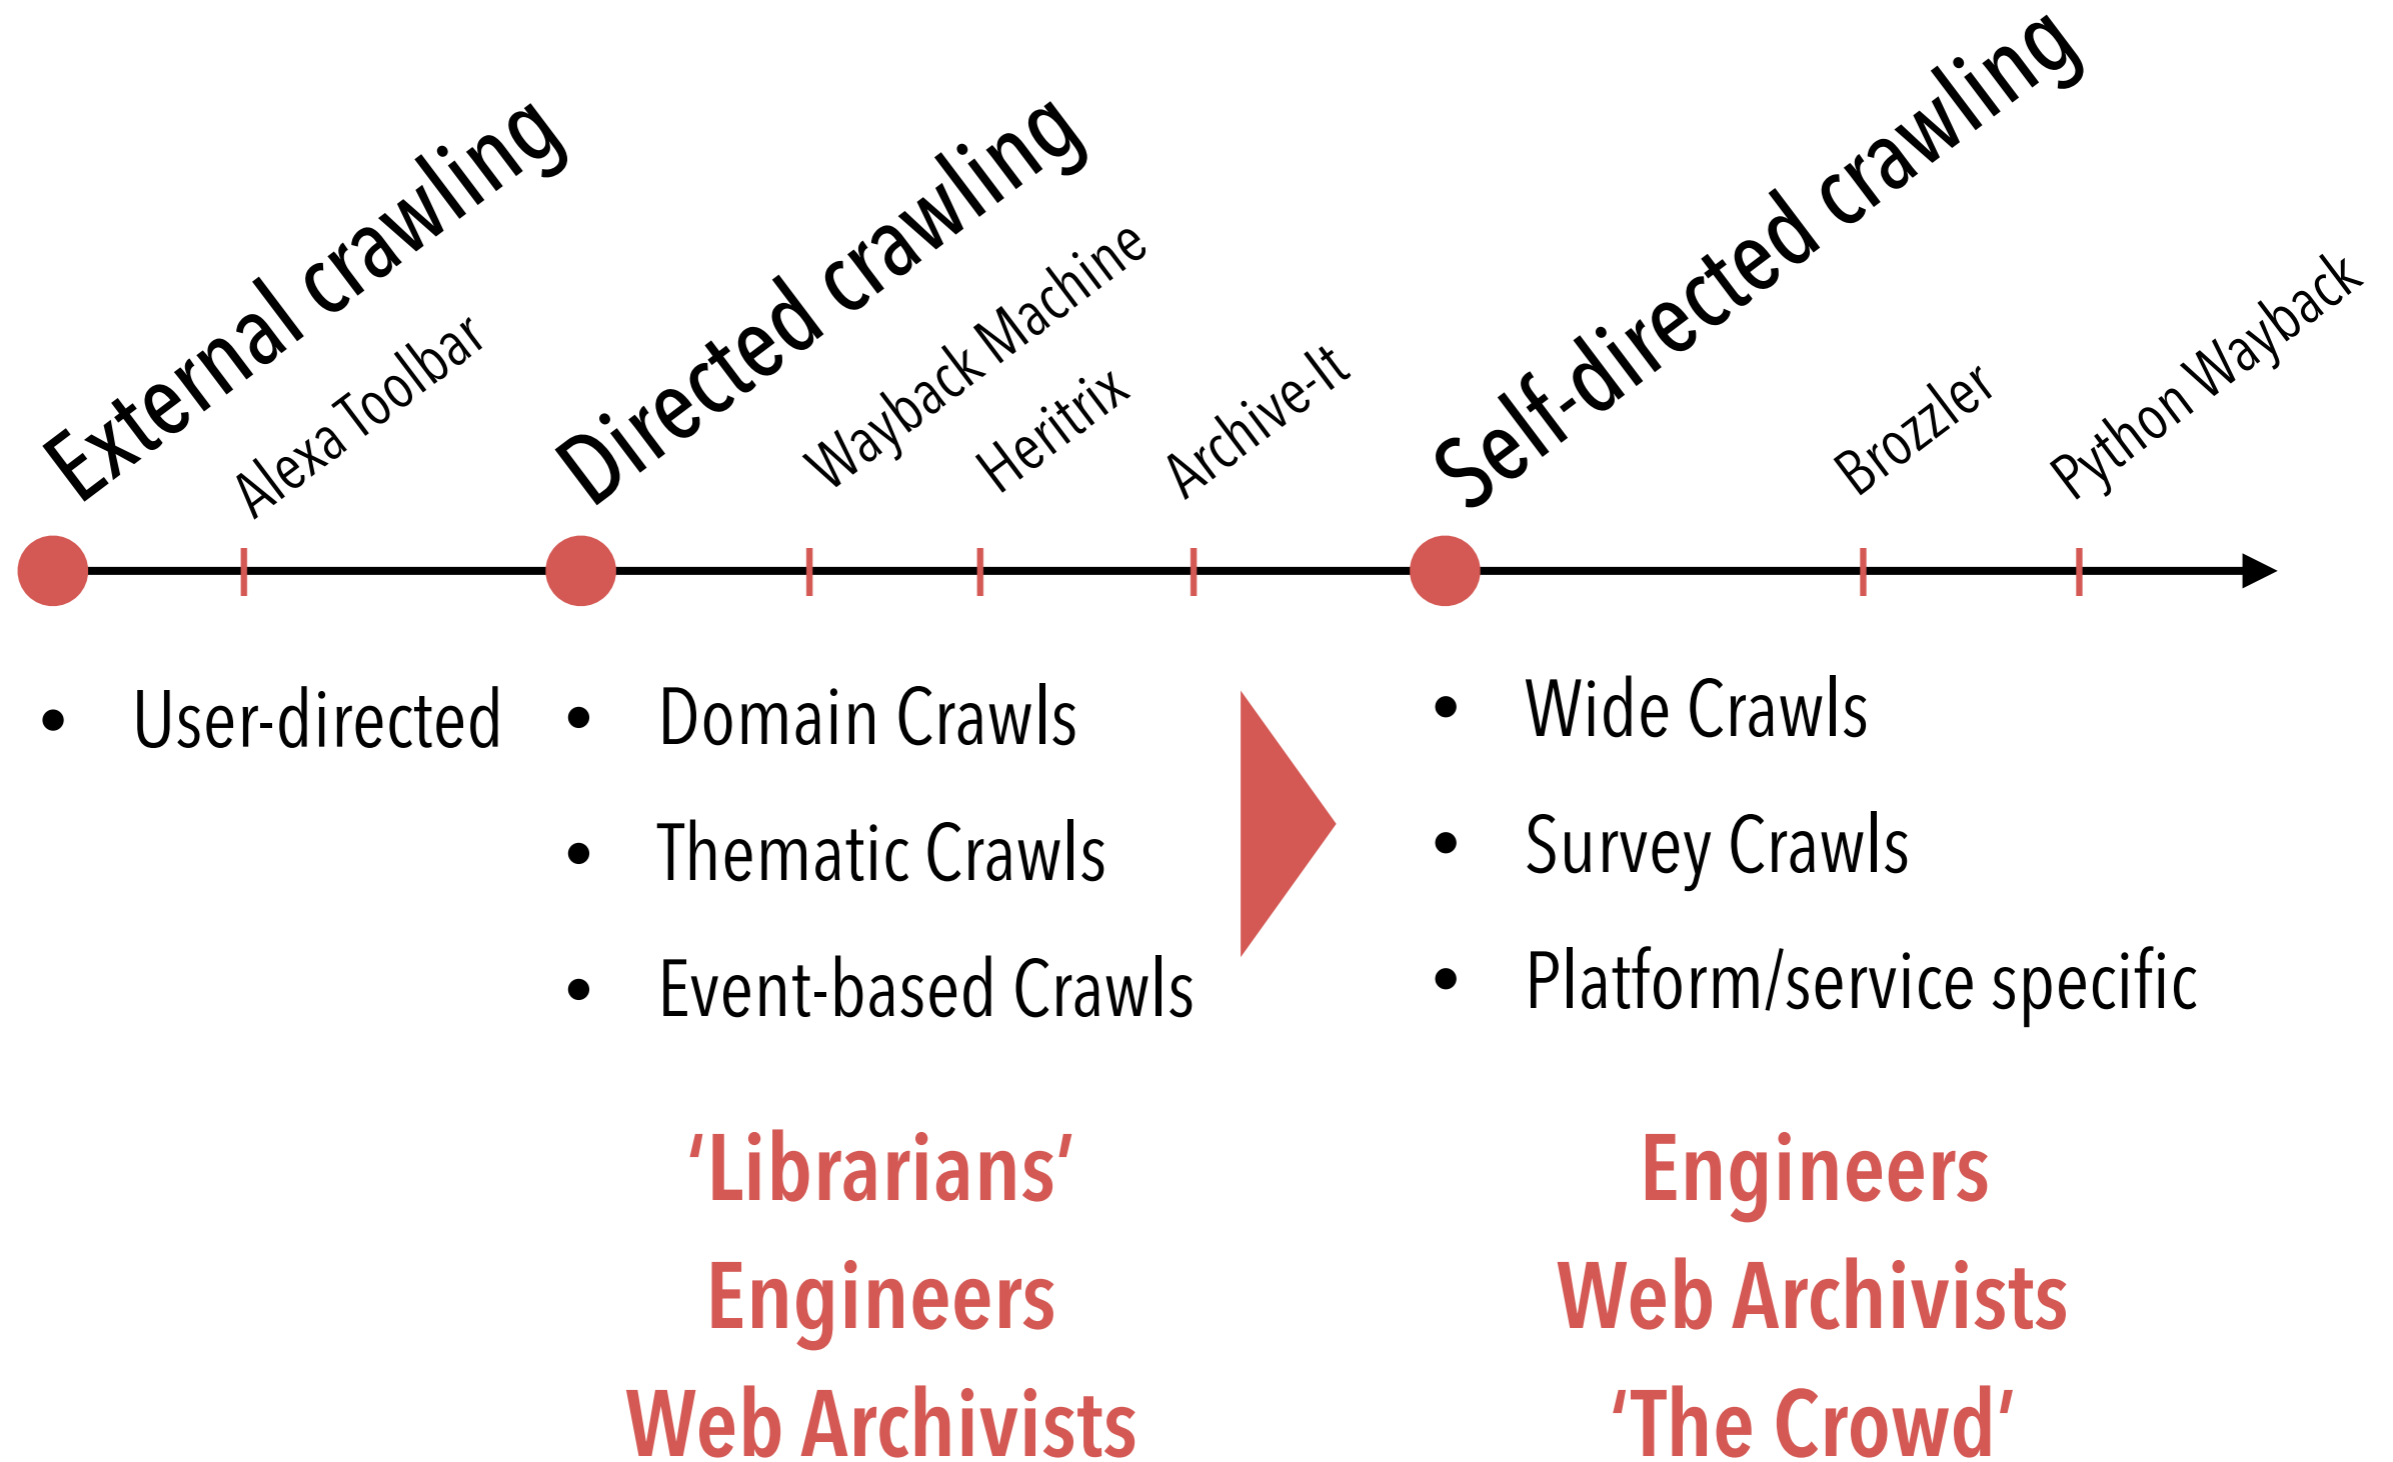 External crawling
Alexa Toolbar
Directed crawling
Wayback Machine
Heritrix
Archive-It
Self-directed crawling
Brozzler
Python Wayback
• User-directed
• Domain Crawls
• Thematic Crawls
• Event-based Crawls
• Wide Crawls
• Survey Crawls
• Platform/service specific
‘Librarians’
Engineers
Web Archivists
Engineers
Web Archivists
‘The Crowd’